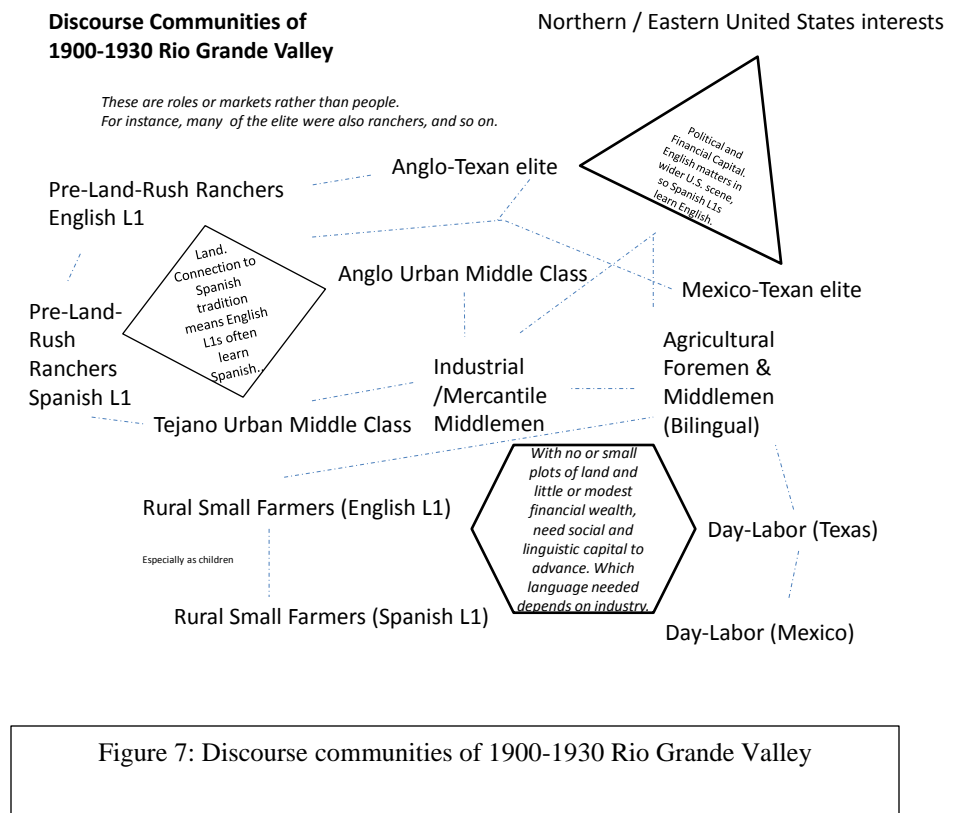 Discourse Communities of
1900-1930 Rio Grande Valley
Northern / Eastern United States interests
These are roles or markets rather than people.
For instance, many of the elite were also ranchers, and so on.
Political and
Financial Capital.
English matters in
wider U.S. scene,
so Spanish L1s
learn English.
Anglo-Texan elite
Pre-Land-Rush Ranchers
English L1
Land.
Connection to
Spanish
tradition
means English
L1s often
learn
Spanish..
Anglo Urban Middle Class
Mexico-Texan elite
Pre-Land-
Rush
Ranchers
Spanish L1
Industrial
/Mercantile
Middlemen
Agricultural
Foremen &
Middlemen
(Bilingual)
Tejano Urban Middle Class
With no or small
plots of land and
little or modest
financial wealth,
need social and
linguistic capital to
advance. Which
language needed
depends on industry.
Rural Small Farmers (English L1)
Day-Labor (Texas)
Especially as children
Rural Small Farmers (Spanish L1)
Day-Labor (Mexico)
Figure 7: Discourse communities of 1900-1930 Rio Grande Valley